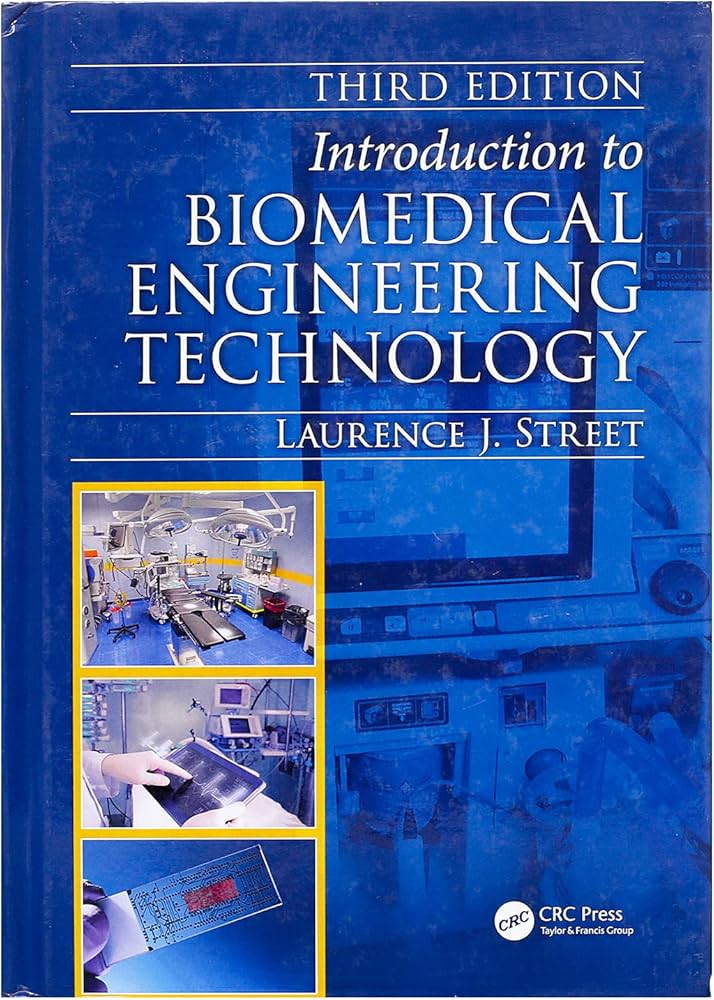 THIRD EDITION
Introduction to
BIOMEDICAL
ENGINEERING
TECHNOLOGY
LAURENCE J. STREET
CRC
CRC Press
Taylor & Francis Group